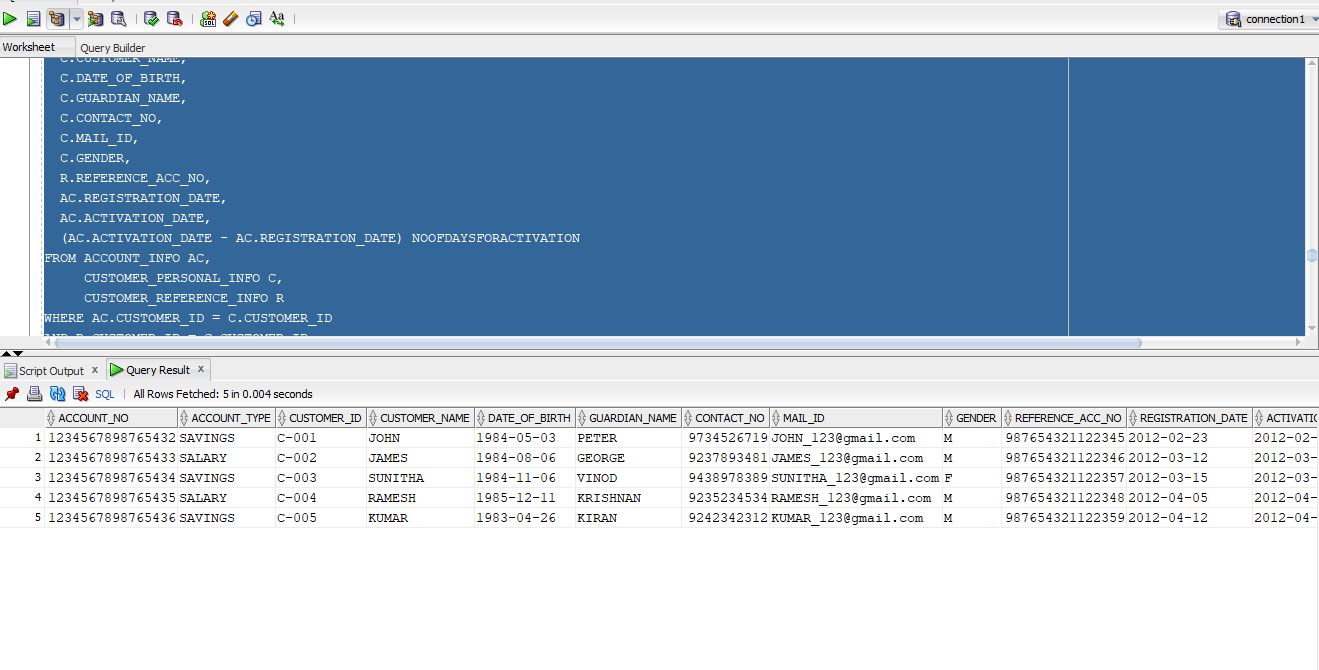 connection1
Worksheet Query Builder
C.CUSTOMER_NAME,
C.DATE_OF_BIRTH,
C.GUARDIAN_NAME,
C.CONTACT_NO,
C.MAIL_ID,
C.GENDER,
R.REFERENCE_ACC_NO,
AC.REGISTRATION_DATE,
AC.ACTIVATION_DATE,
(AC.ACTIVATION_DATE - AC.REGISTRATION_DATE) NOOFDAYSFORACTIVATION
FROM ACCOUNT_INFO AC,
CUSTOMER_PERSONAL_INFO C,
CUSTOMER_REFERENCE_INFO R
WHERE AC.CUSTOMER_ID = C.CUSTOMER_ID
AND R.CUSTOMER_ID = C.CUSTOMER_ID
Script Output x Query Result x
SQL | All Rows Fetched: 5 in 0.004 seconds
ACCOUNT_NO ACCOUNT_TYPE CUSTOMER_ID CUSTOMER_NAME DATE_OF_BIRTH GUARDIAN_NAME CONTACT_NO MAIL_ID GENDER REFERENCE_ACC_NO REGISTRATION_DATE ACTIVATIO
1 1234567898765432 SAVINGS C-001 JOHN 1984-05-03 PETER 9734526719 JOHN_123@gmail.com M 987654321122345 2012-02-23 2012-02-
2 1234567898765433 SALARY C-002 JAMES 1984-08-06 GEORGE 9237893481 JAMES_123@gmail.com M 987654321122346 2012-03-12 2012-03-
3 1234567898765434 SAVINGS C-003 SUNITHA 1984-11-06 VINOD 9438978389 SUNITHA_123@gmail.com F 987654321122357 2012-03-15 2012-03-
4 1234567898765435 SALARY C-004 RAMESH 1985-12-11 KRISHNAN 9235234534 RAMESH_123@gmail.com M 987654321122348 2012-04-05 2012-04-
5 1234567898765436 SAVINGS C-005 KUMAR 1983-04-26 KIRAN 9242342312 KUMAR_123@gmail.com M 987654321122359 2012-04-12 2012-04-